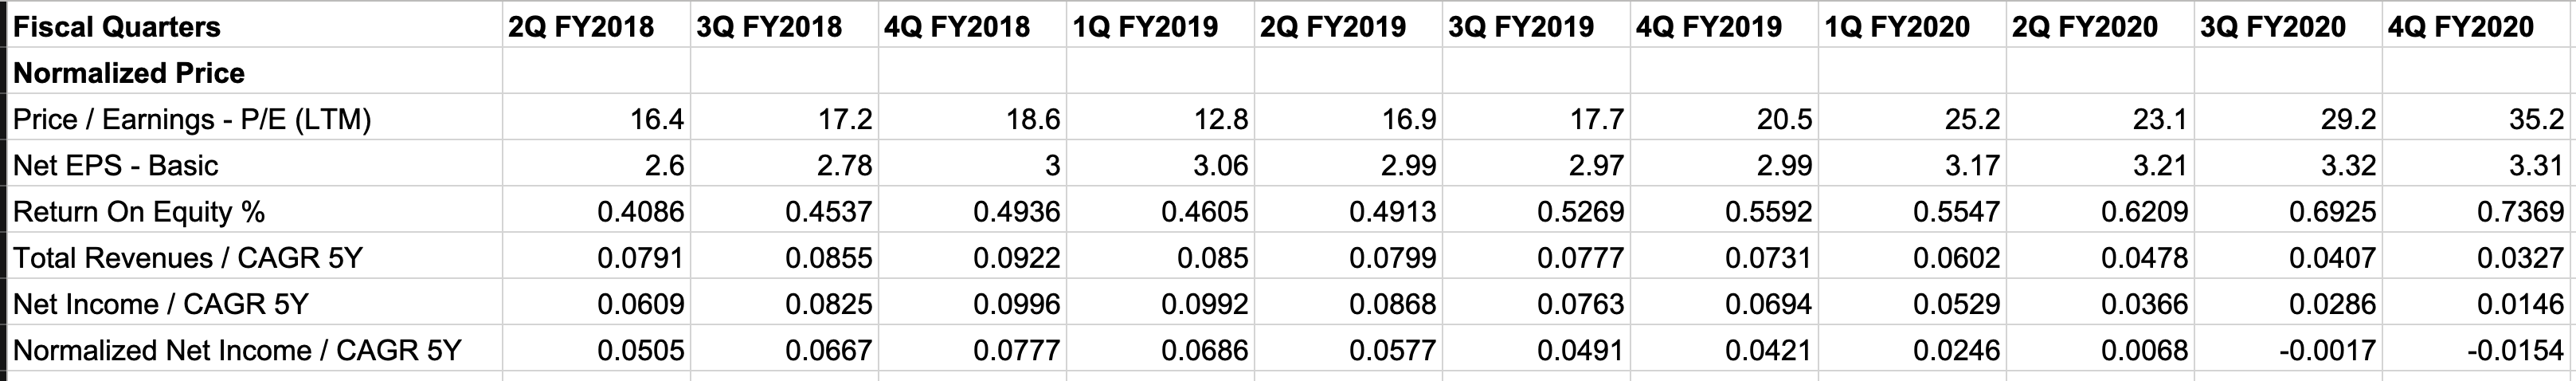 Fiscal Quarters 2Q FY2018 3Q FY2018 4Q FY2018 1Q FY2019 2Q FY2019 3Q FY2019 4Q FY2019 1Q FY2020 2Q FY2020 3Q FY2020 4Q FY2020
Normalized Price
Price / Earnings - P/E (LTM) 16.4 17.2 18.6 12.8 16.9 17.7 20.5 25.2 23.1 29.2 35.2
Net EPS - Basic 2.6 2.78 3 3.06 2.99 2.97 2.99 3.17 3.21 3.32 3.31
Return On Equity % 0.4086 0.4537 0.4936 0.4605 0.4913 0.5269 0.5592 0.5547 0.6209 0.6925 0.7369
Total Revenues / CAGR 5Y 0.0791 0.0855 0.0922 0.085 0.0799 0.0777 0.0731 0.0602 0.0478 0.0407 0.0327
Net Income / CAGR 5Y 0.0609 0.0825 0.0996 0.0992 0.0868 0.0763 0.0694 0.0529 0.0366 0.0286 0.0146
Normalized Net Income / CAGR 5Y 0.0505 0.0667 0.0777 0.0686 0.0577 0.0491 0.0421 0.0246 0.0068 -0.0017 -0.0154